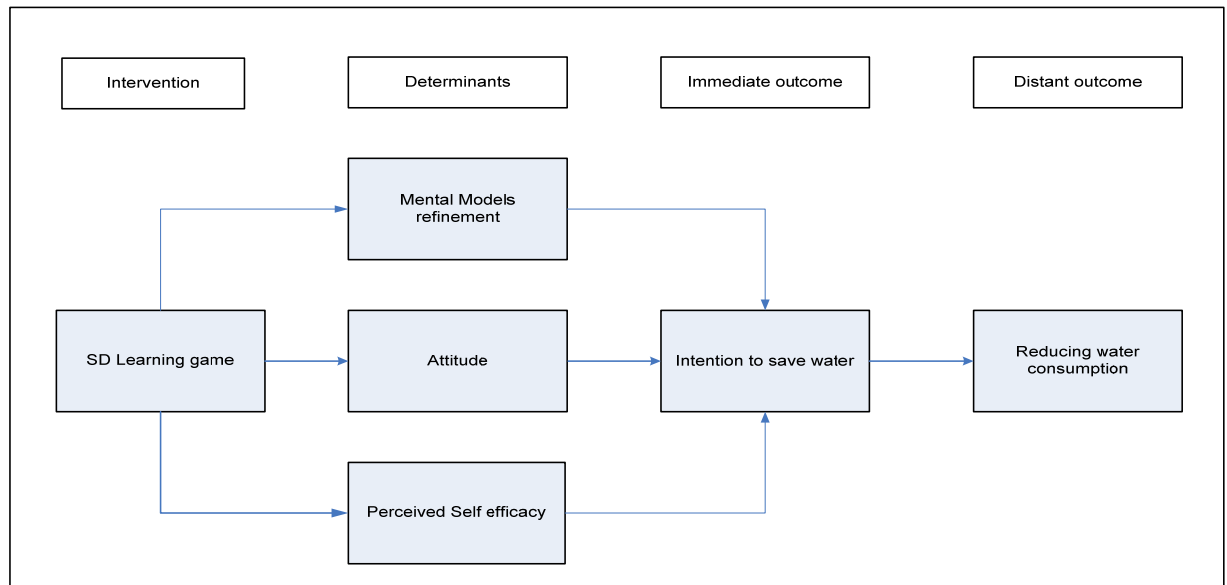 Intervention
Determinants
Immediate outcome
Distant outcome
Mental Models
refinement
SD Learning game
Attitude
Intention to save water
Reducing water
consumption
Perceived Self efficacy